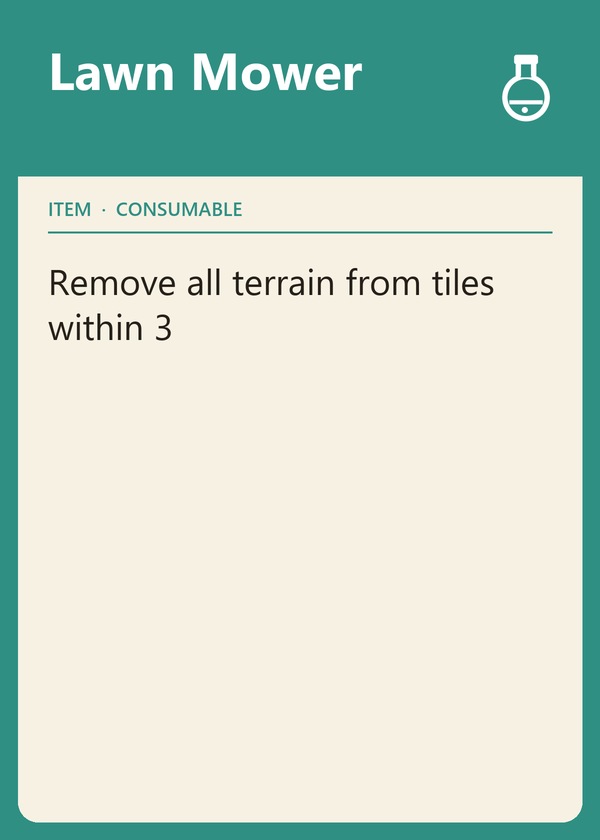 Lawn Mower
ITEM · CONSUMABLE
Remove all terrain from tiles
within 3